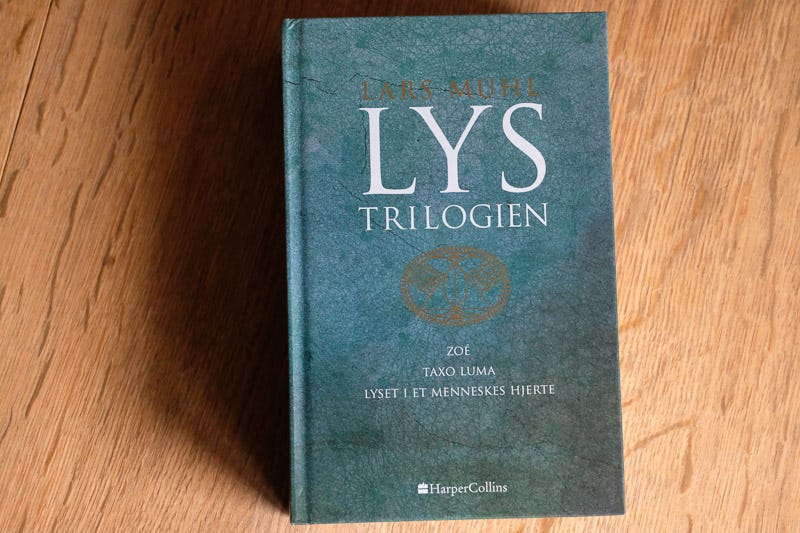 LARS MUHL
LYS
TRILOGIEN
ZOÉ
TAXO LUMA
LYSET I ET MENNESKES HJERTE
HarperCollins